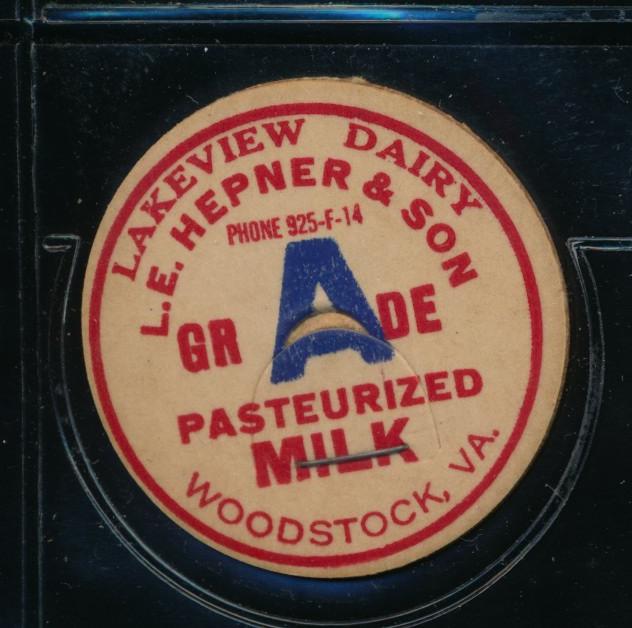 LAKEVIEW DAIRY
L.E. HEPNER & SON
PHONE 925-F-14
GRADE
PASTEURIZED
MILK
WOODSTOCK, VA.